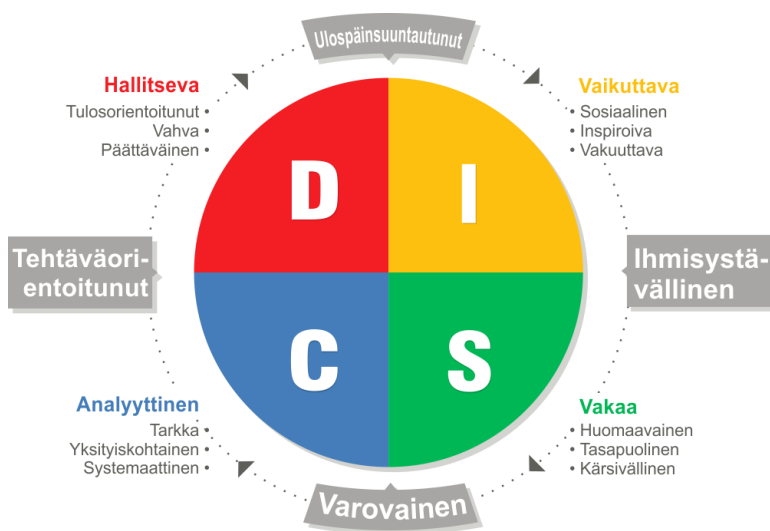 Ulospäinsuuntautunut
Hallitseva
Tulosorientoitunut •
Vahva •
Päättäväinen •
Vaikuttava
• Sosiaalinen
• Inspiroiva
• Vakuuttava
D
I
Tehtäväori-
entoitunut
Ihmisystä-
vällinen
C
S
Analyyttinen
Tarkka •
Yksityiskohtainen •
Systemaattinen •
Vakaa
• Huomaavainen
• Tasapuolinen
• Kärsivällinen
Varovainen